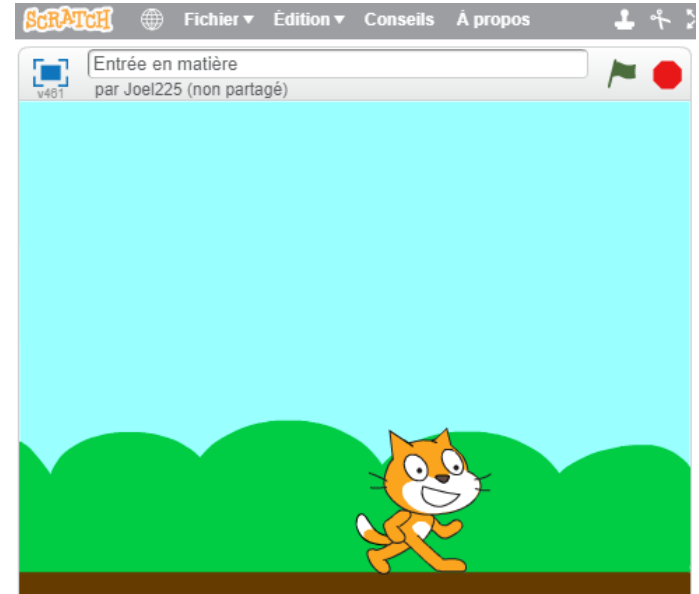 SCRATCH Fichier Édition Conseils À propos
Entrée en matière
v461
par Joel225 (non partagé)